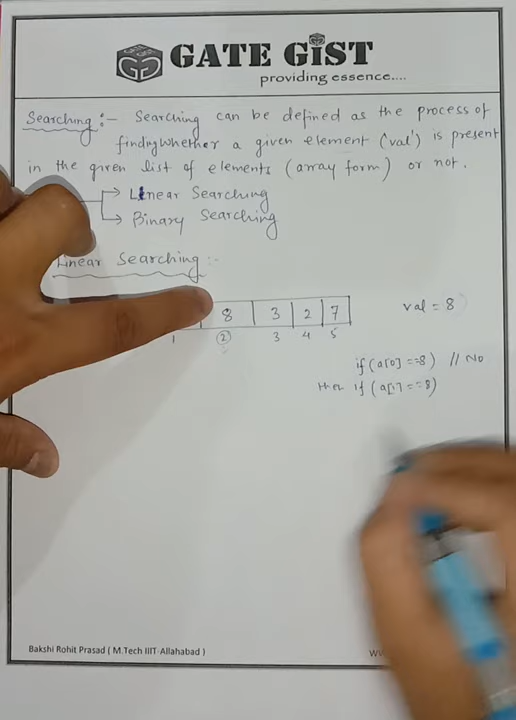 GATE GIST
providing essence....
Searching :- Searching can be defined as the process of
finding whether a given element ('val') is present
in the given list of elements (array form) or not.
Linear Searching
Binary Searching
Linear Searching :-
8 3 2 7 val = 8
1 2 3 4 5
if (a[0] == 8) // No
then if (a[1] == 8)
Bakshi Rohit Prasad ( M.Tech IIIT-Allahabad )